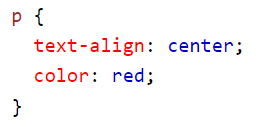 p {
  text-align: center;
  color: red;
}